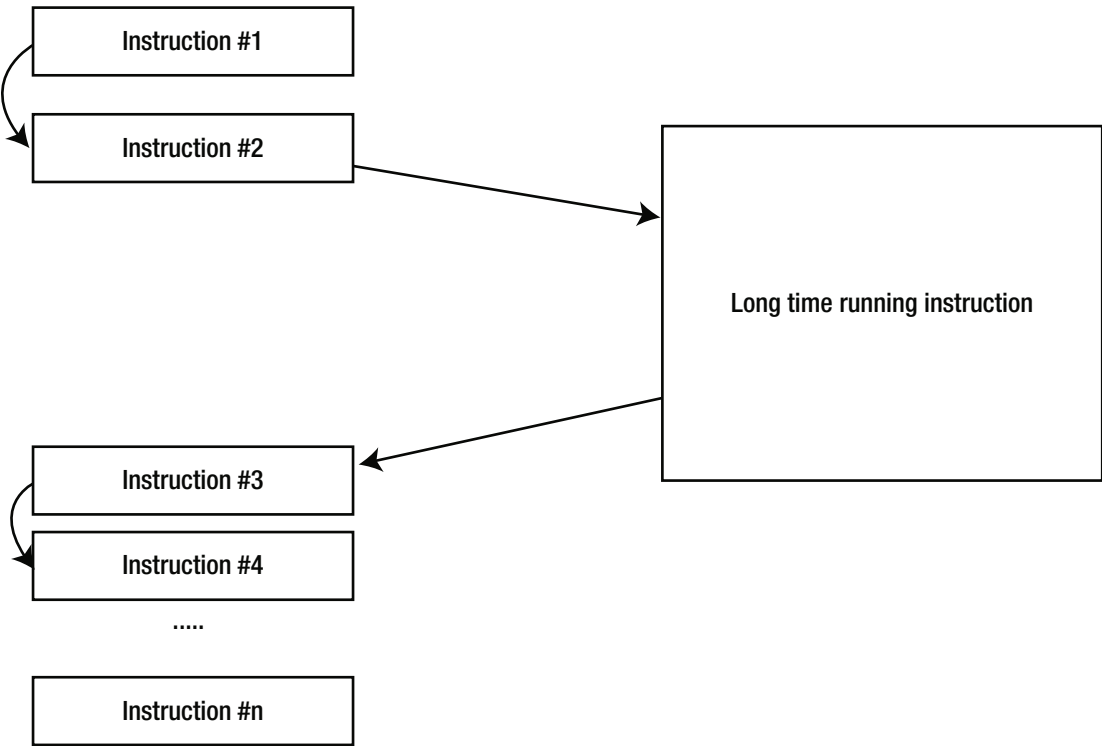 Instruction #1
Instruction #2
Long time running instruction
Instruction #3
Instruction #4
.....
Instruction #n